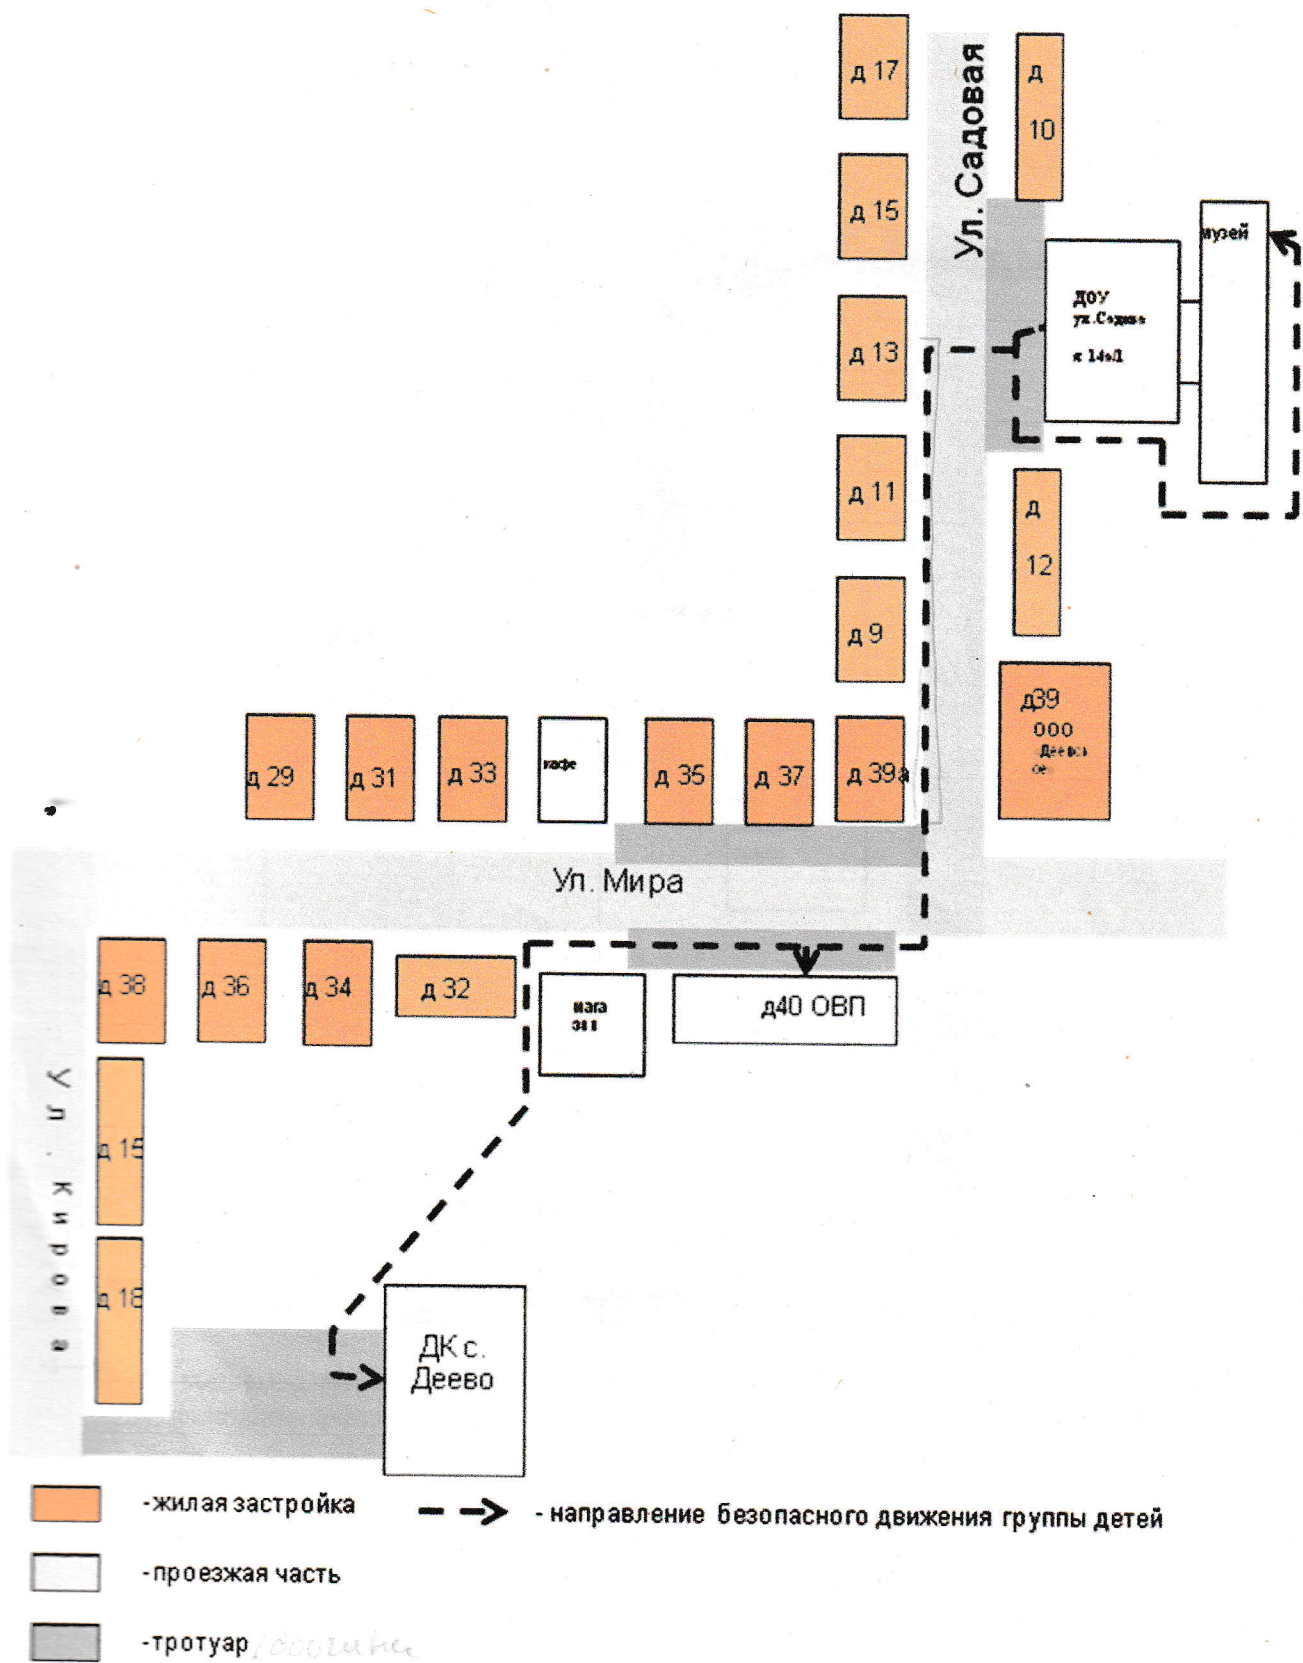 д 17
Ул. Садовая
д
10
д 15
музей
ДОУ
д 13
д 11
д
12
д 9
д39
ООО
д 29
д 31
д 33
кафе
д 35
д 37
д 39а
Ул. Мира
д 38
д 36
д 34
д 32
мага
зин
д40 ОВП
Ул. Кирова
д 15
д 18
ДК с.
Деево
-жилая застройка
- направление безопасного движения группы детей
-проезжая часть
-тротуар